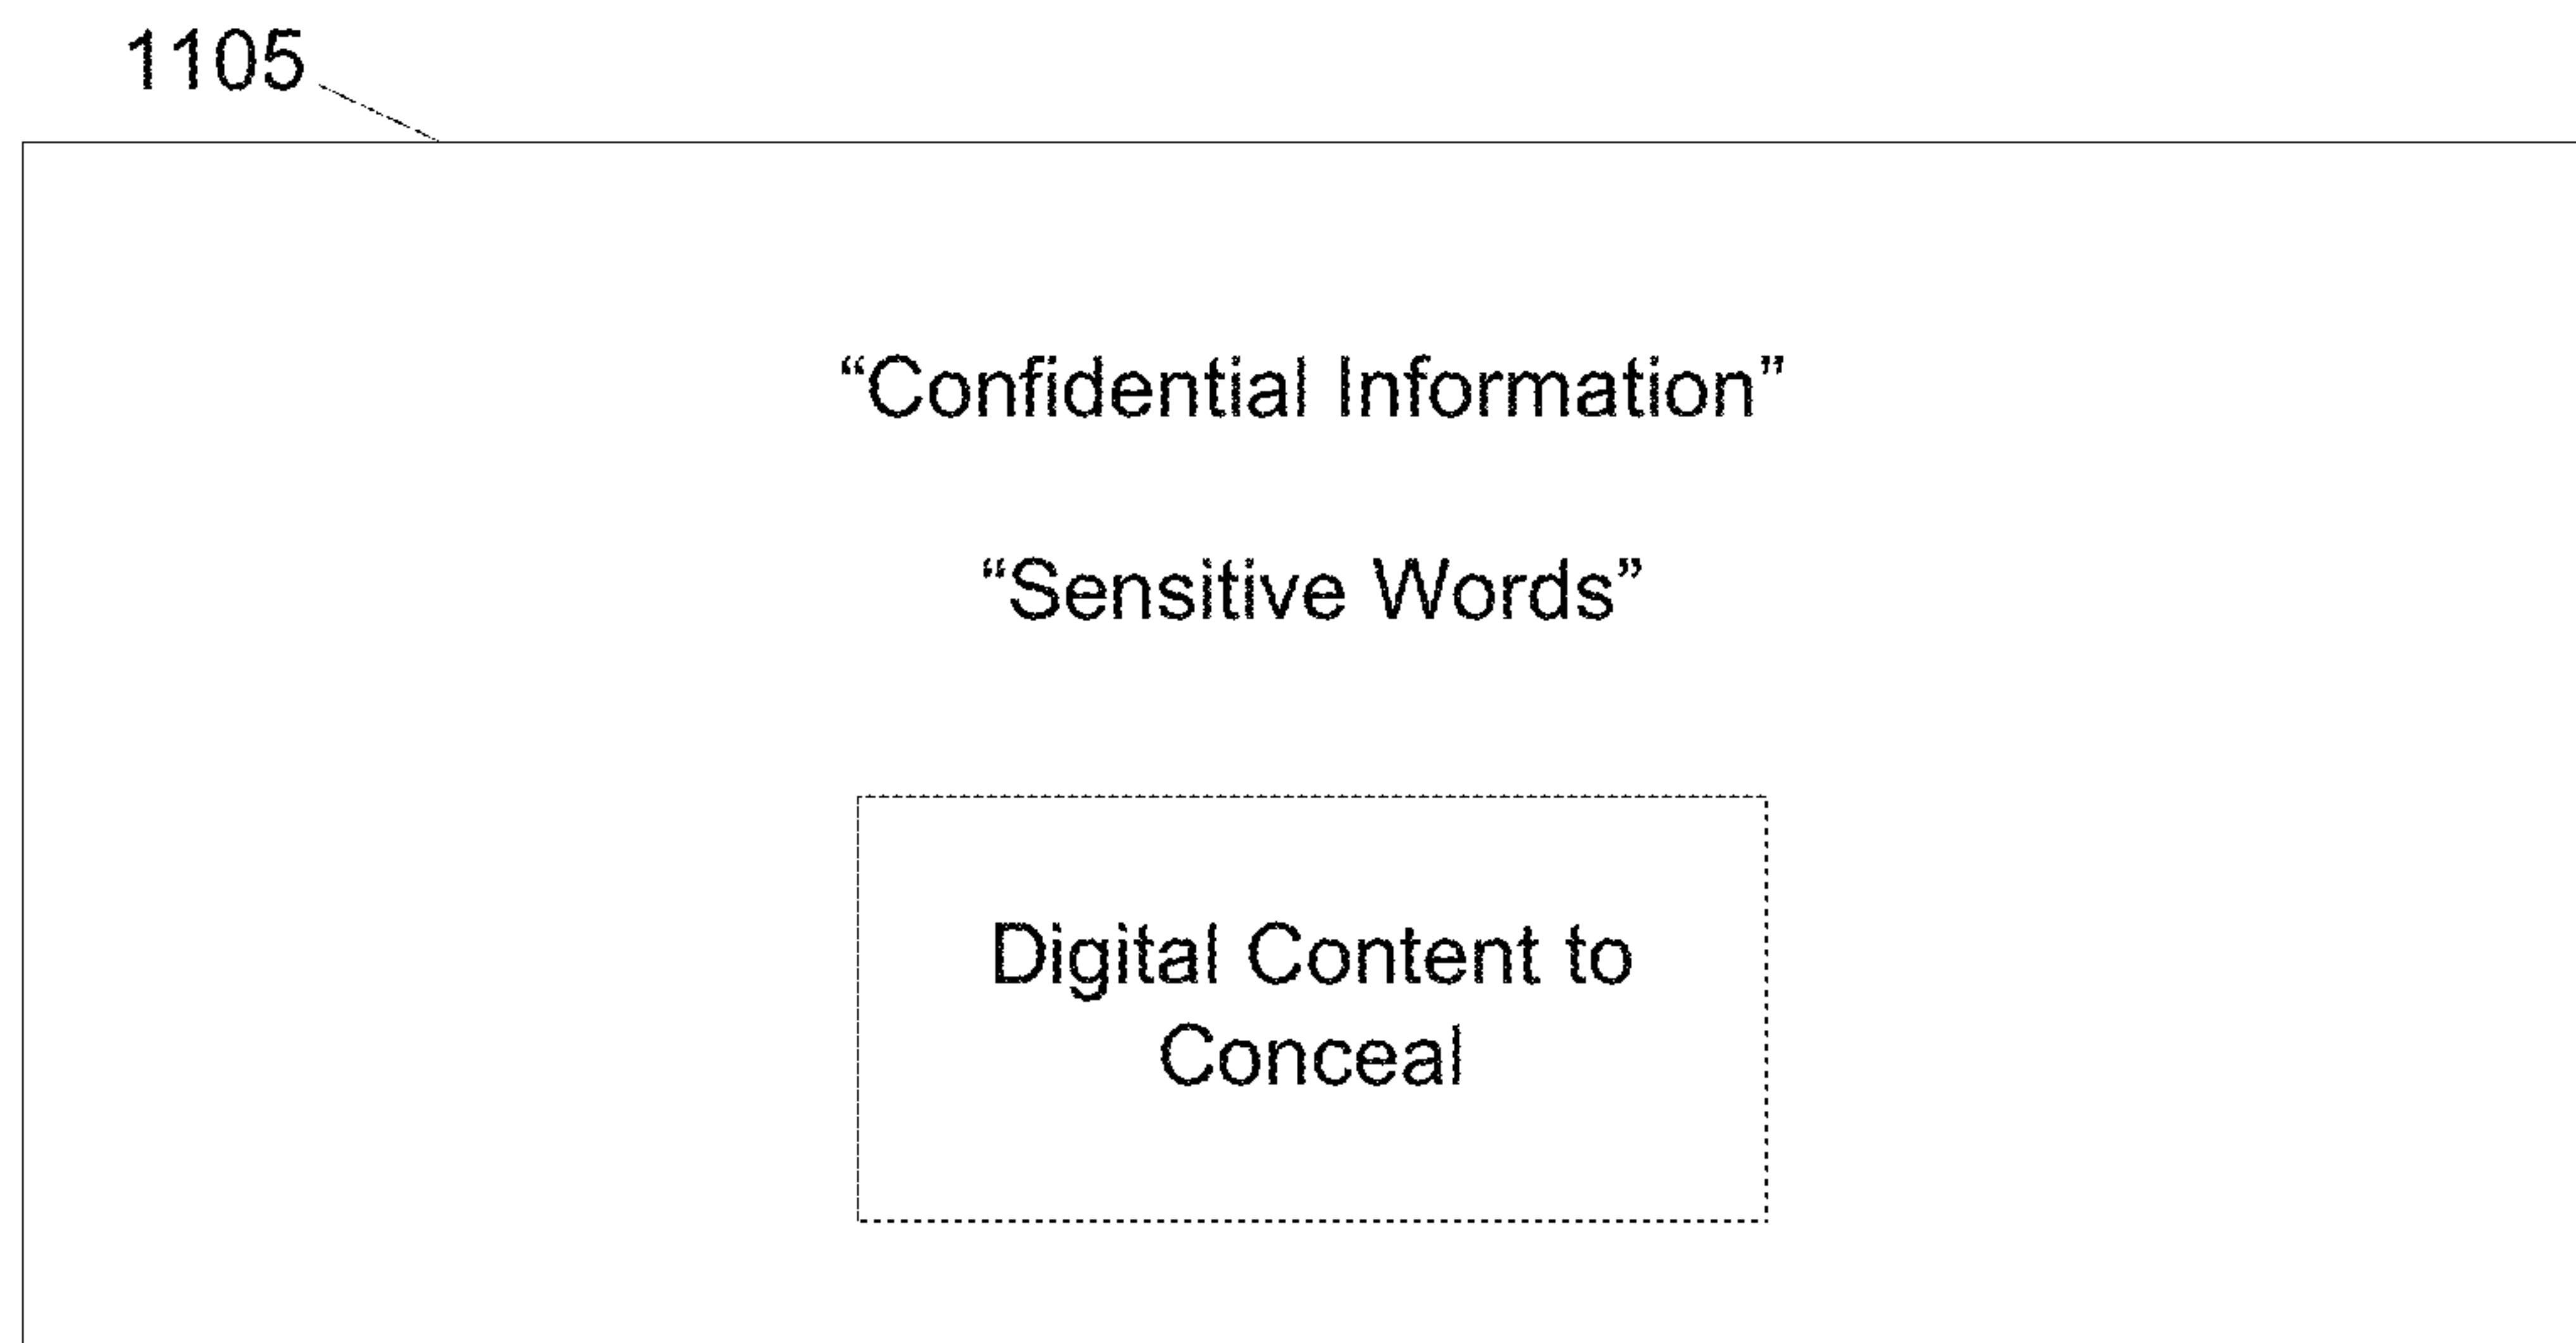 1105
“Confidential Information”
“Sensitive Words”
Digital Content to
Conceal